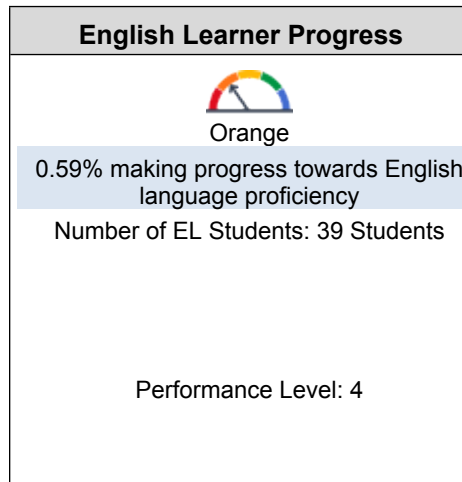 English Learner Progress
Orange
0.59% making progress towards English
language proficiency
Number of EL Students: 39 Students
Performance Level: 4